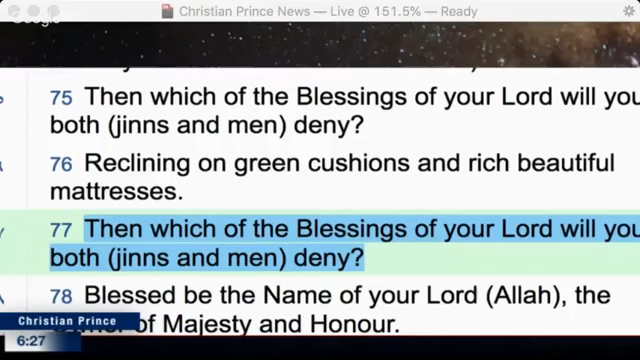 Christian Prince News — Live @ 151.5% — Ready
Google
75 Then which of the Blessings of your Lord will you
both (jinns and men) deny?
76 Reclining on green cushions and rich beautiful
mattresses.
77 Then which of the Blessings of your Lord will you
both (jinns and men) deny?
78 Blessed be the Name of your Lord (Allah), the
of Majesty and Honour.
Christian Prince
6:27